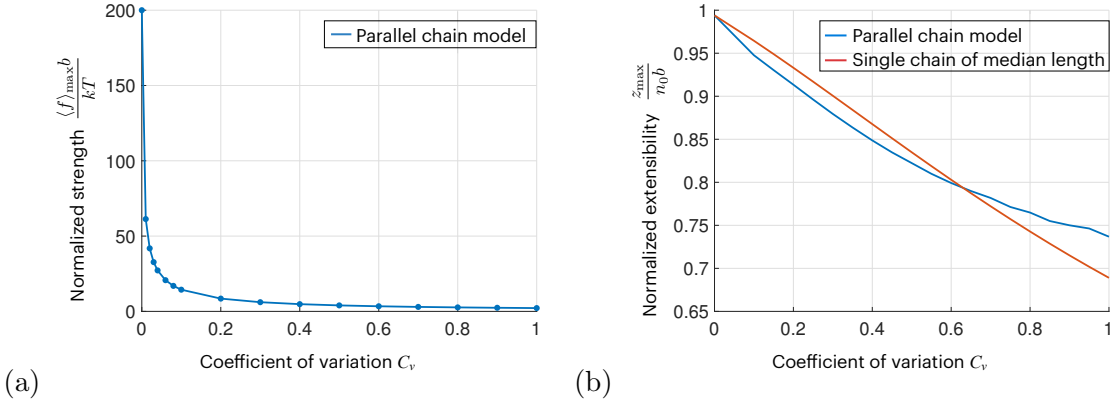 200
150
100
50
0
Normalized strength ⟨f⟩max b / kT
Parallel chain model
0 0.2 0.4 0.6 0.8 1
Coefficient of variation Cv
(a)
1
0.95
0.9
0.85
0.8
0.75
0.7
0.65
Normalized extensibility zmax / n0 b
Parallel chain model
Single chain of median length
0 0.2 0.4 0.6 0.8 1
Coefficient of variation Cv
(b)